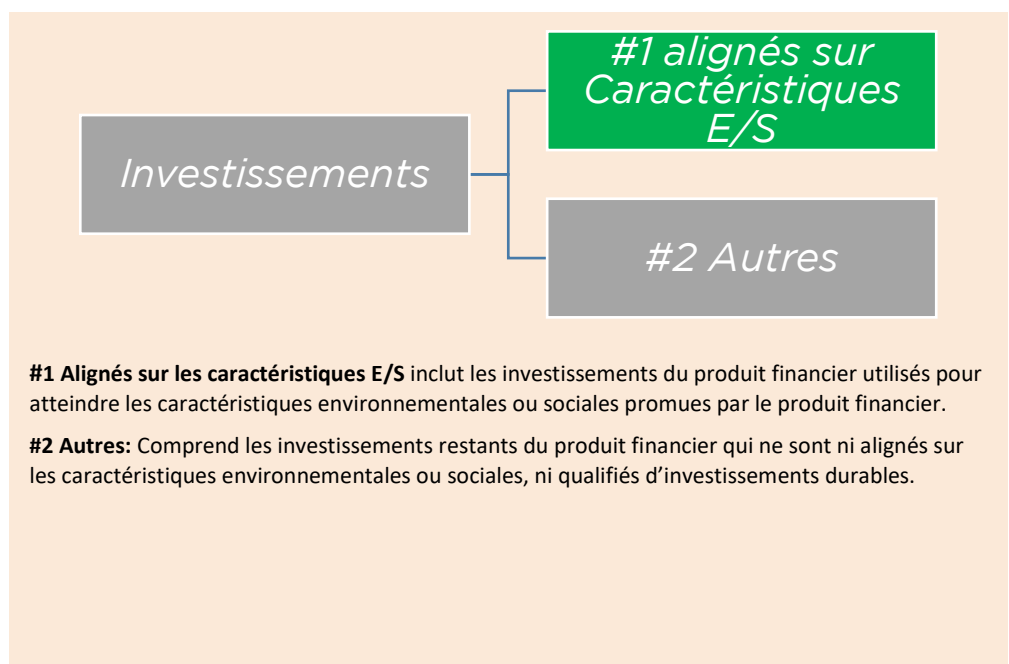 #1 alignés sur
Caractéristiques
E/S
Investissements
#2 Autres
#1 Alignés sur les caractéristiques E/S inclut les investissements du produit financier utilisés pour
atteindre les caractéristiques environnementales ou sociales promues par le produit financier.
#2 Autres: Comprend les investissements restants du produit financier qui ne sont ni alignés sur
les caractéristiques environnementales ou sociales, ni qualifiés d’investissements durables.